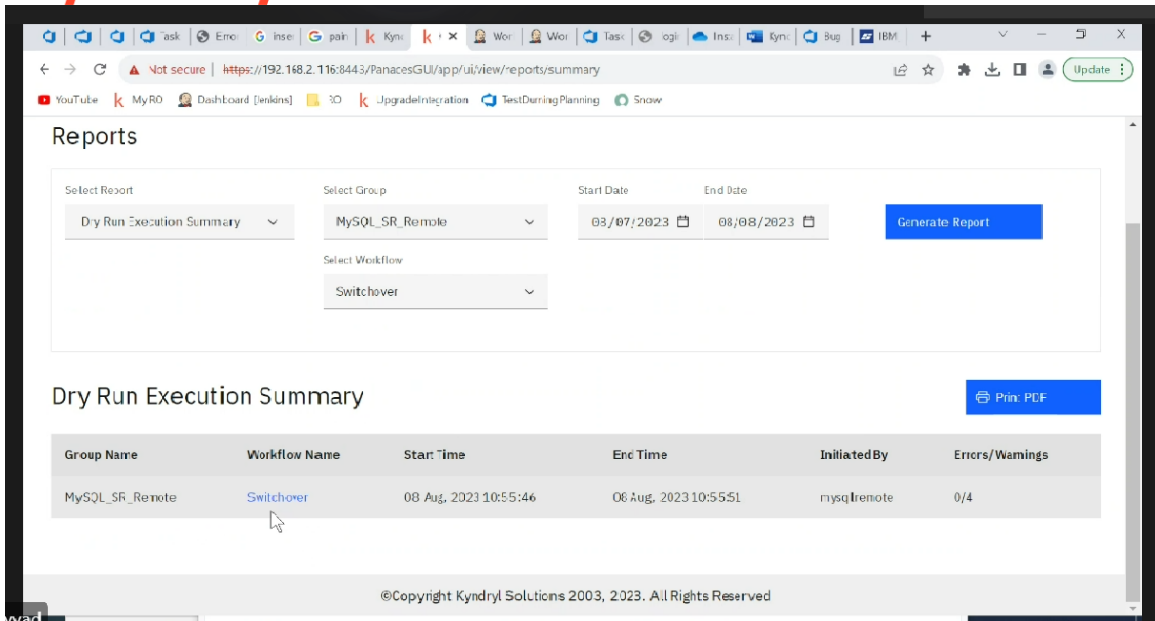 Task Erro inse pain Kyn Wor Wor Task logi Inst Kync Bug IBM
Not secure https://192.168.2.116:8443/PanacesGUI/app/ui/view/reports/summary Update
YouTube MyRO Dashboard [Jenkins] RO UpgradeIntegration TestDurringPlanning Snow
Reports
Select Report Select Group Start Date End Date
Dry Run Execution Summary MySQL_SR_Remote 08/07/2023 08/08/2023 Generate Report
Select Workflow
Switchover
Dry Run Execution Summary Print PDF
Group Name Workflow Name Start Time End Time Initiated By Errors/Warnings
MySQL_SR_Remote Switchover 08 Aug, 2023 10:55:46 08 Aug, 2023 10:55:51 mysqlremote 0/4
©Copyright Kyndryl Solutions 2003, 2023. All Rights Reserved